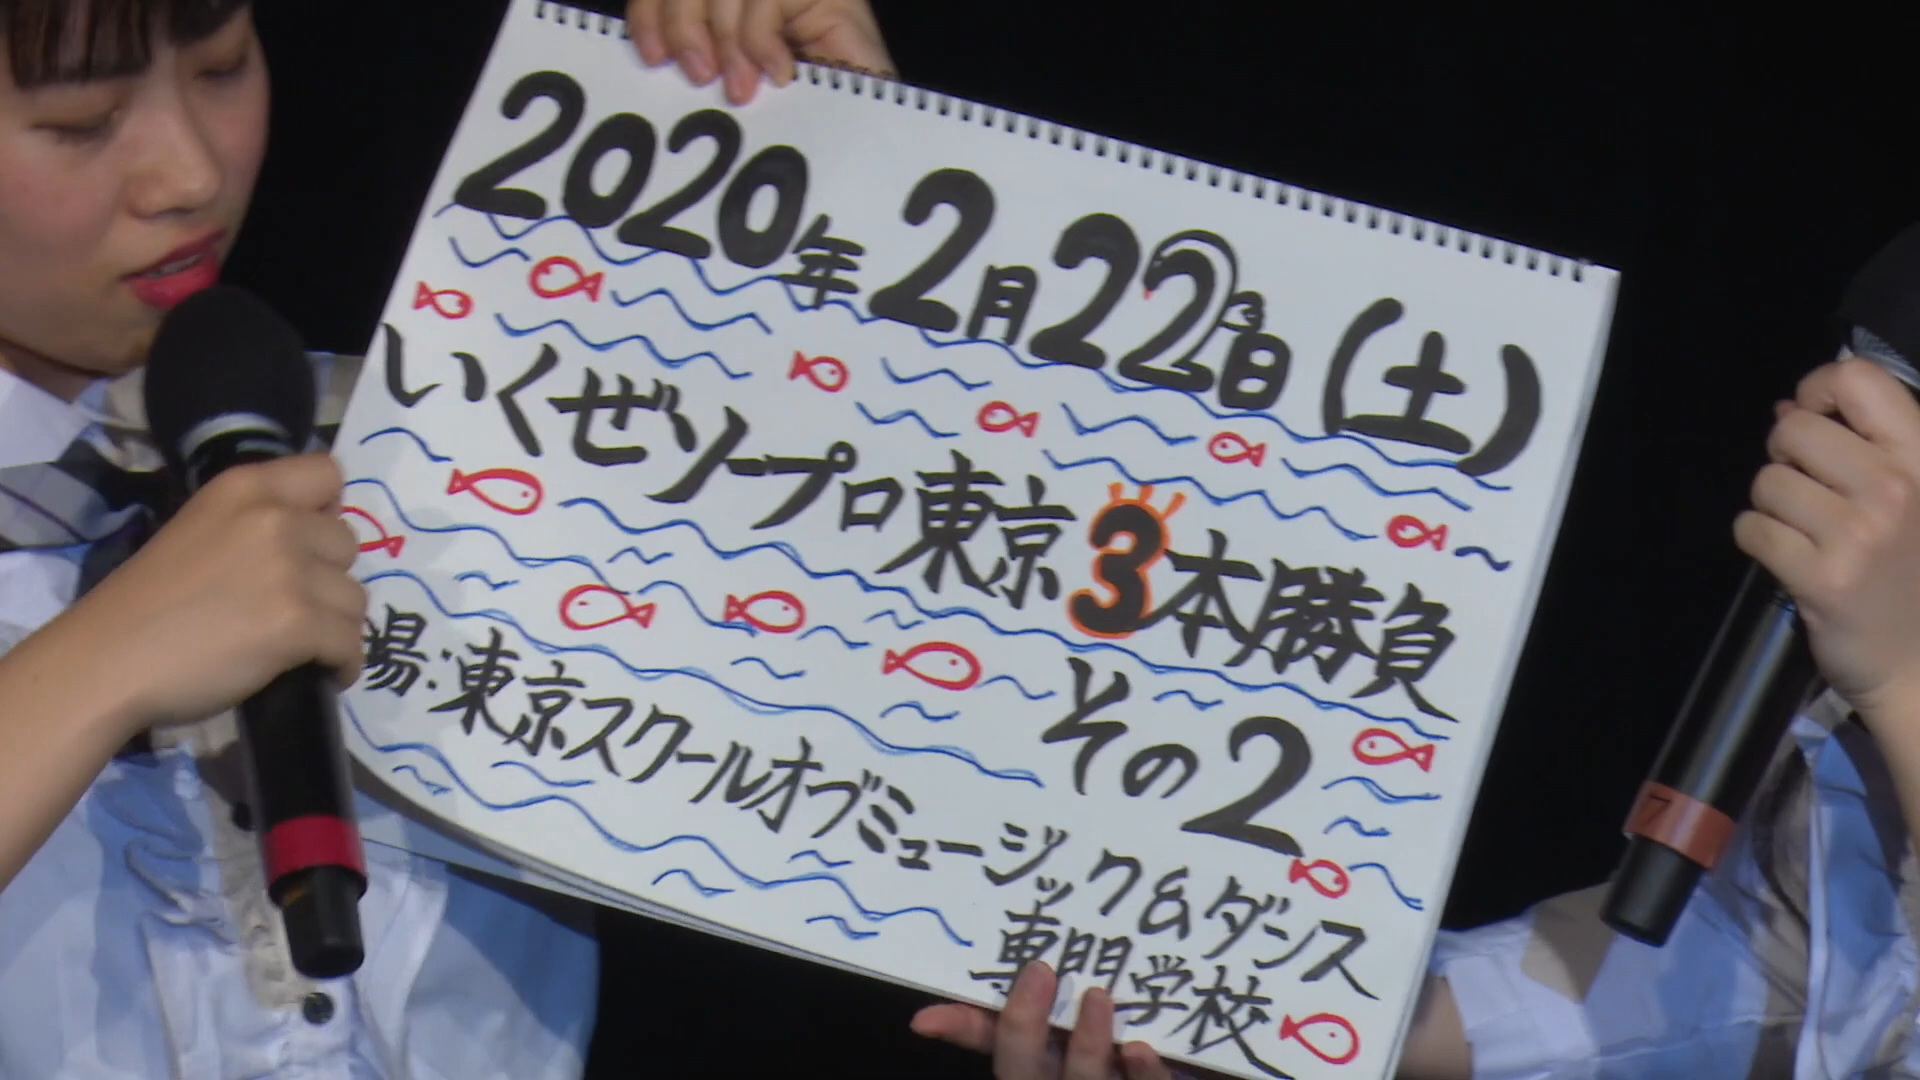 2020年2月22日(土)
いくぜソープロ東京3本勝負
その2
場:東京スクールオブミュージック&ダンス
専門学校